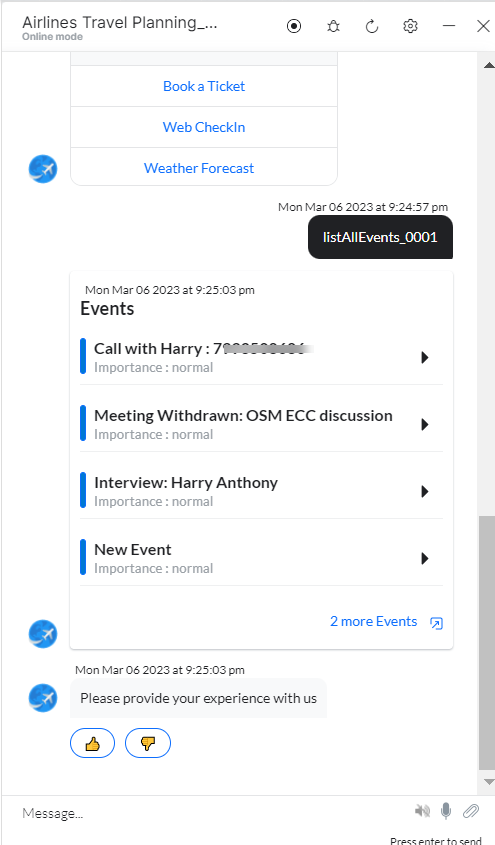 Airlines Travel Planning_...
Online mode
Book a Ticket
Web CheckIn
Weather Forecast
Mon Mar 06 2023 at 9:24:57 pm
listAllEvents_0001
Mon Mar 06 2023 at 9:25:03 pm
Events
Call with Harry :
Importance : normal
Meeting Withdrawn: OSM ECC discussion
Importance : normal
Interview: Harry Anthony
Importance : normal
New Event
Importance : normal
2 more Events
Mon Mar 06 2023 at 9:25:03 pm
Please provide your experience with us
Message...
Press enter to send